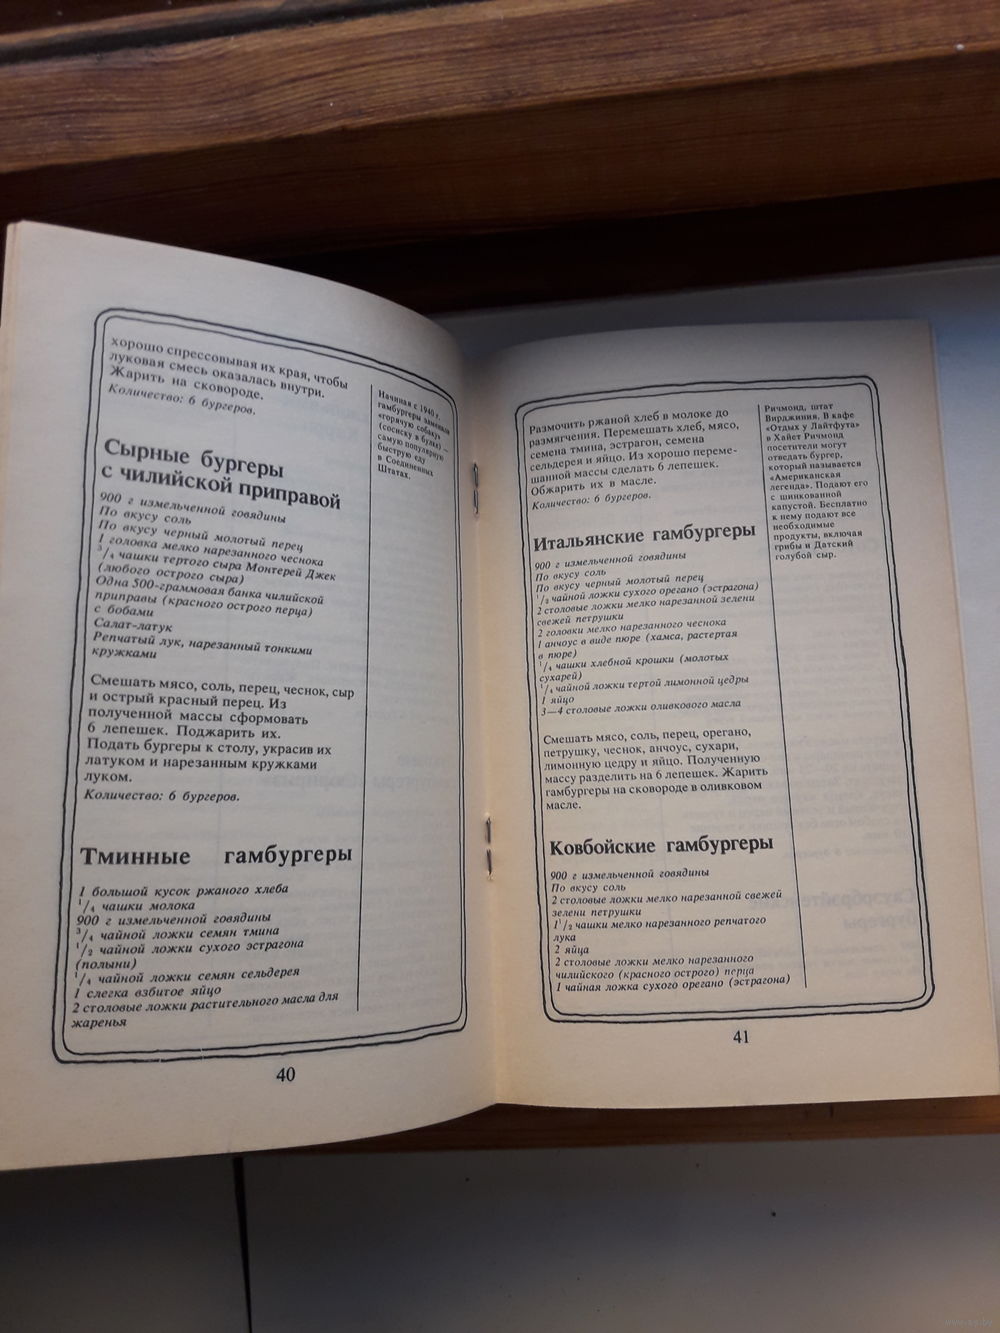 хорошо спрессовывая их края, чтобы
луковая смесь оказалась внутри.
Жарить на сковороде.
Количество: 6 бургеров.
Сырные бургеры
с чилийской приправой
900 г измельченной говядины
По вкусу соль
По вкусу черный молотый перец
1 головка мелко нарезанного чеснока
3/4 чашки тертого сыра Монтерей Джек
(любого острого сыра)
Одна 500-граммовая банка чилийской
приправы (красного острого перца)
с бобами
Салат-латук
Репчатый лук, нарезанный тонкими
кружками
Смешать мясо, соль, перец, чеснок, сыр
и острый красный перец. Из
полученной массы сформовать
6 лепешек. Поджарить их.
Подать бургеры к столу, украсив их
латуком и нарезанным кружками
луком.
Количество: 6 бургеров.
Тминные гамбургеры
1 большой кусок ржаного хлеба
1/4 чашки молока
900 г измельченной говядины
3/4 чайной ложки семян тмина
1/2 чайной ложки сухого эстрагона
(полыни)
1/4 чайной ложки семян сельдерея
1 слегка взбитое яйцо
2 столовые ложки растительного масла для
жаренья
Начиная с 1940 г.
гамбургеры заменили
«горячую собаку»
(сосиску в булке) —
самую популярную
быструю еду
в Соединенных
Штатах.
40
Размочить ржаной хлеб в молоке до
размягчения. Перемешать хлеб, мясо,
семена тмина, эстрагон, семена
сельдерея и яйцо. Из хорошо переме-
шанной массы сделать 6 лепешек.
Обжарить их в масле.
Количество: 6 бургеров.
Итальянские гамбургеры
900 г измельченной говядины
По вкусу соль
По вкусу черный молотый перец
1/2 чайной ложки сухого орегано (эстрагона)
2 столовые ложки мелко нарезанной зелени
свежей петрушки
2 головки мелко нарезанного чеснока
1 анчоус в виде пюре (хамса, растертая
в пюре)
1/4 чашки хлебной крошки (молотых
сухарей)
1/4 чайной ложки тертой лимонной цедры
1 яйцо
3—4 столовые ложки оливкового масла
Смешать мясо, соль, перец, орегано,
петрушку, чеснок, анчоус, сухари,
лимонную цедру и яйцо. Полученную
массу разделить на 6 лепешек. Жарить
гамбургеры на сковороде в оливковом
масле.
Ковбойские гамбургеры
900 г измельченной говядины
По вкусу соль
2 столовые ложки мелко нарезанной свежей
зелени петрушки
1 1/2 чашки мелко нарезанного репчатого
лука
2 яйца
2 столовые ложки мелко нарезанного
чилийского (красного острого) перца
1 чайная ложка сухого орегано (эстрагона)
Ричмонд, штат
Вирджиния. В кафе
«Отдых у Лайтфута»
в Хайет Ричмонд
посетители могут
отведать бургер,
который называется
«Американская
легенда». Подают его
с шинкованной
капустой. Бесплатно
к нему подают все
необходимые
продукты, включая
грибы и Датский
голубой сыр.
41